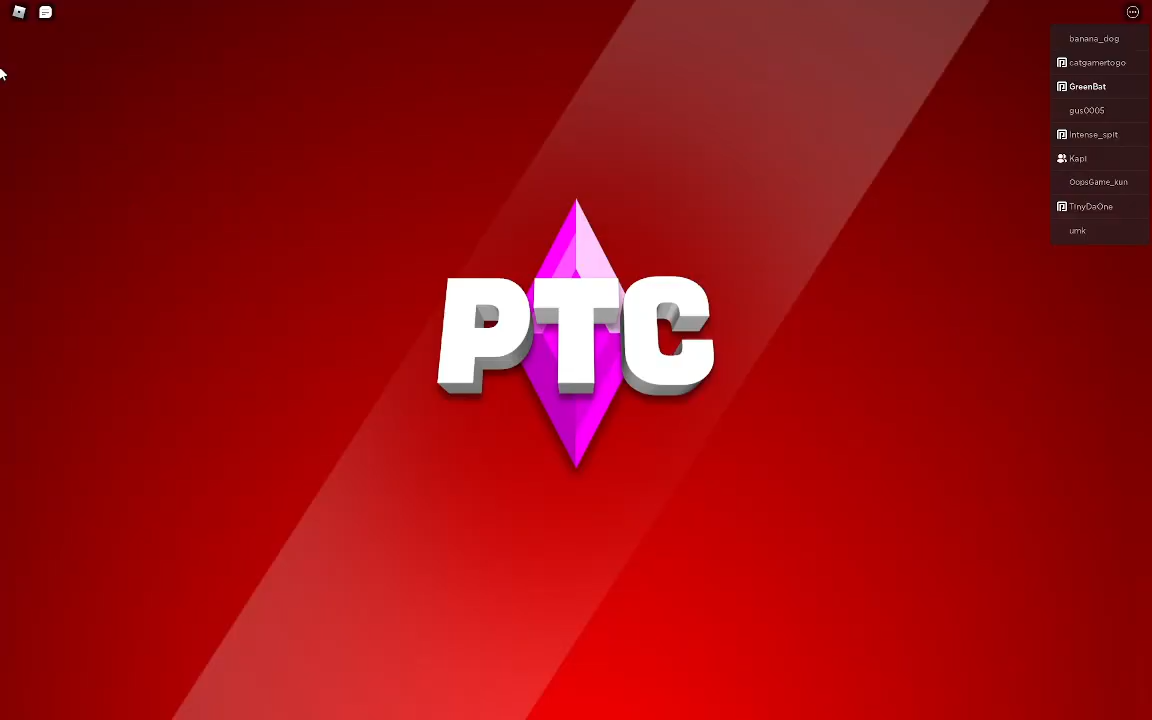 banana_dog
catgamertogo
GreenBat
gus0005
Intense_spit
Kapi
OopsGame_kun
TinyDaOne
umk
PTC